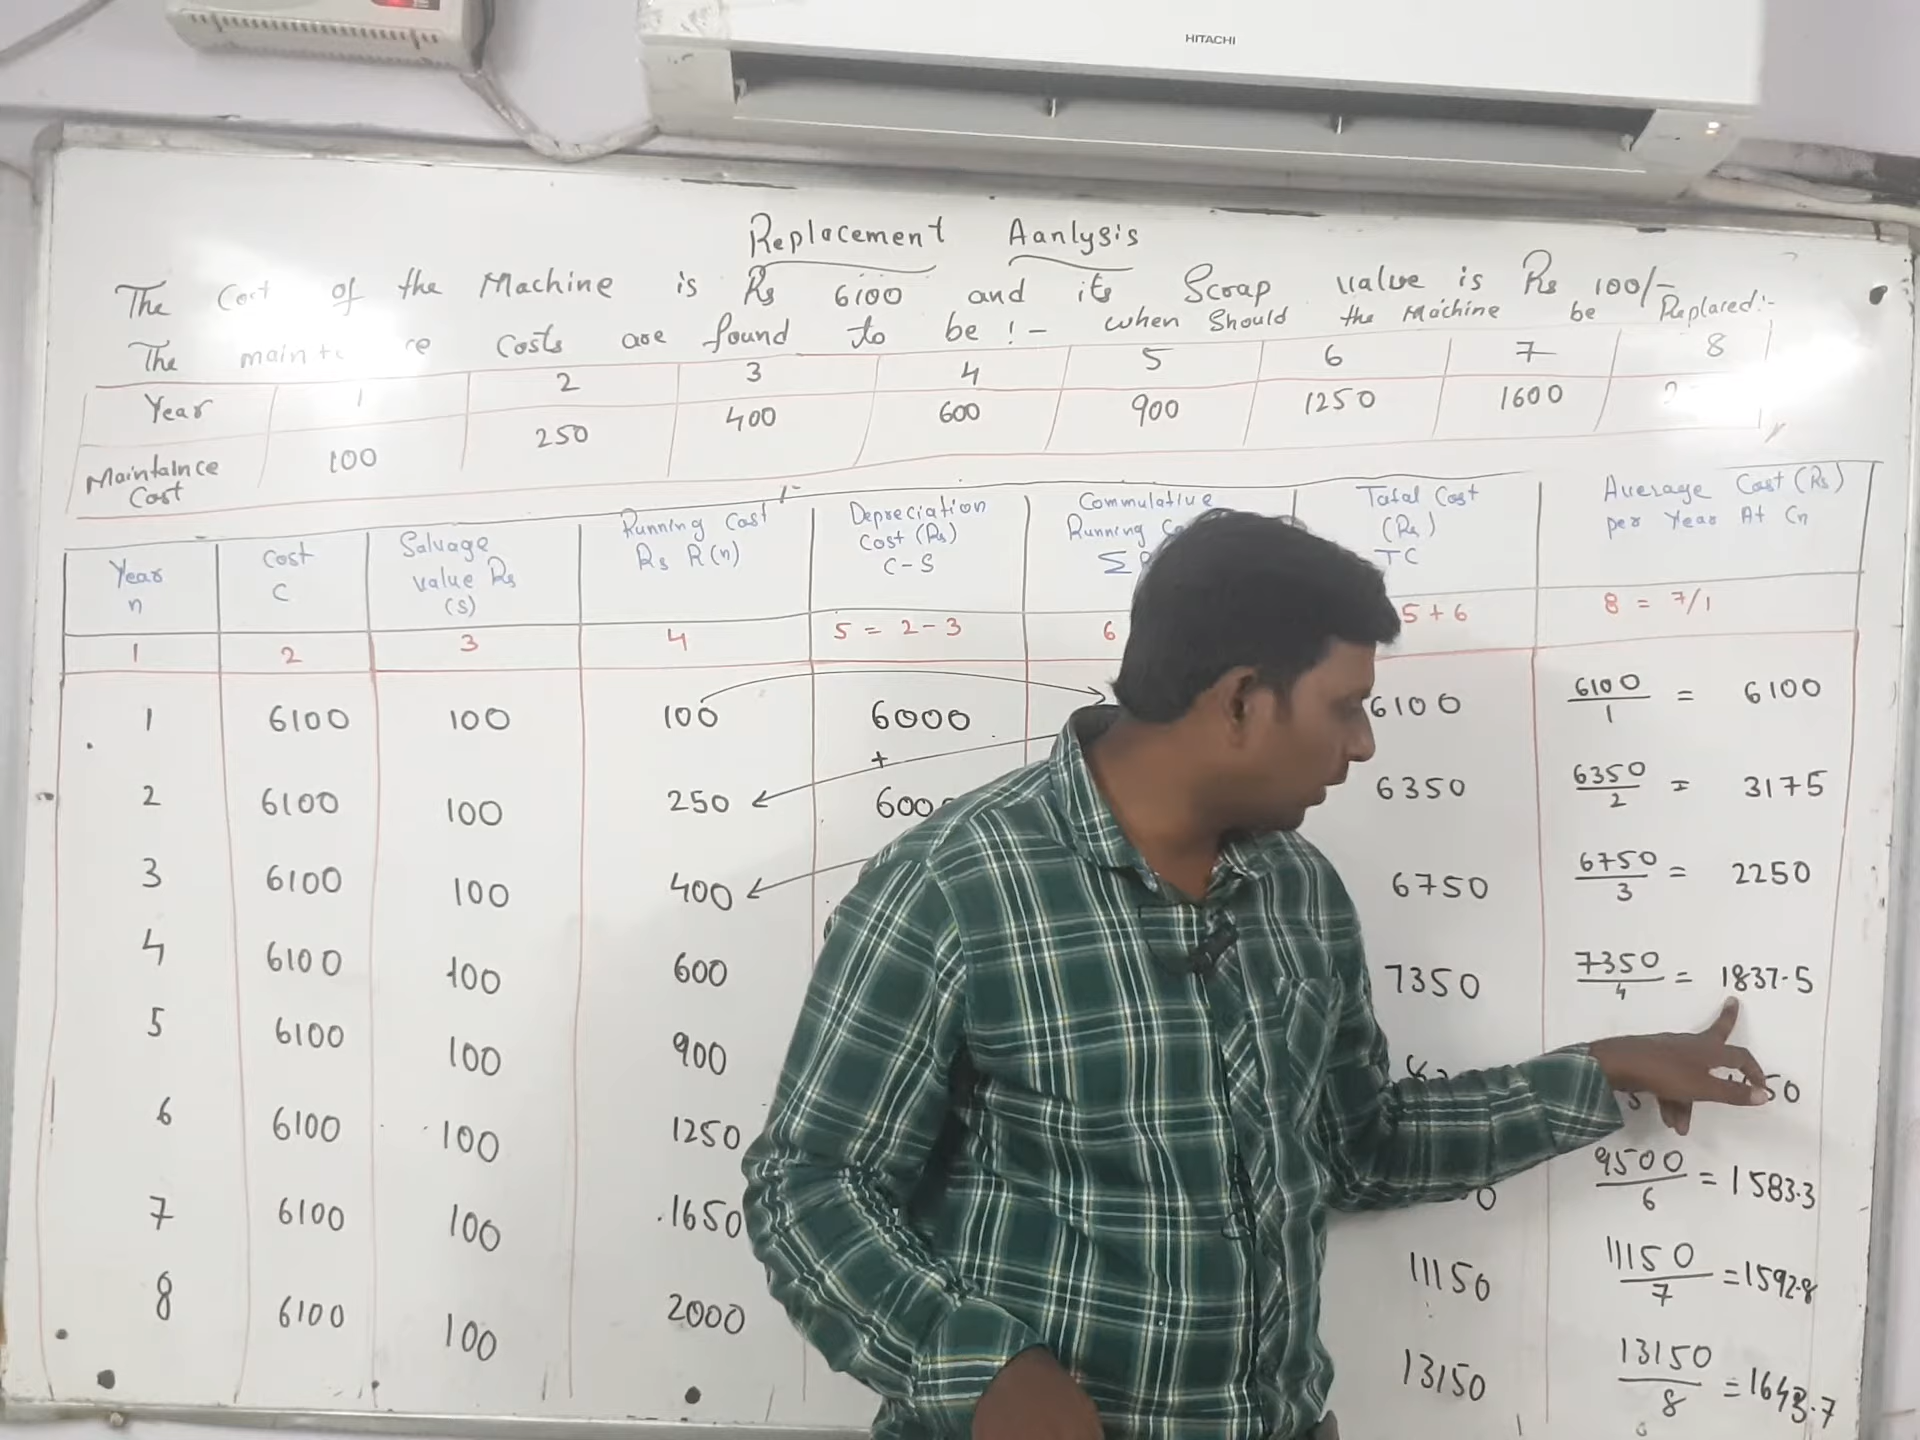 HITACHI
Replacement Aanlysis
The Cost of the Machine is Rs 6100 and its Scrap value is Rs 100/-
The costs are found to be :- when should the Machine be Replaced:-
Year 1 2 3 4 5 6 7 8
Maintaince Cost 100 250 400 600 900 1250 1600
Year n
Cost C
Salvage value Rs (S)
Running Cost Rs R(n)
Depreciation Cost (Rs) C-S
Commulative Running
Total Cost (Rs) TC
Average Cost (Rs) per Year At Cn
1 2 3 4 5 = 2-3 6 5+6 8 = 7/1
1 6100 100 100 6000 6100 6100/1 = 6100
+
2 6100 100 250 6350 6350/2 = 3175
3 6100 100 400 6750 6750/3 = 2250
4 6100 100 600 7350 7350/4 = 1837.5
5 6100 100 900
6 6100 100 1250 9500/6 = 1583.3
7 6100 100 1650 11150 11150/7 = 1592.8
8 6100 100 2000 13150 13150/8 = 1643.7